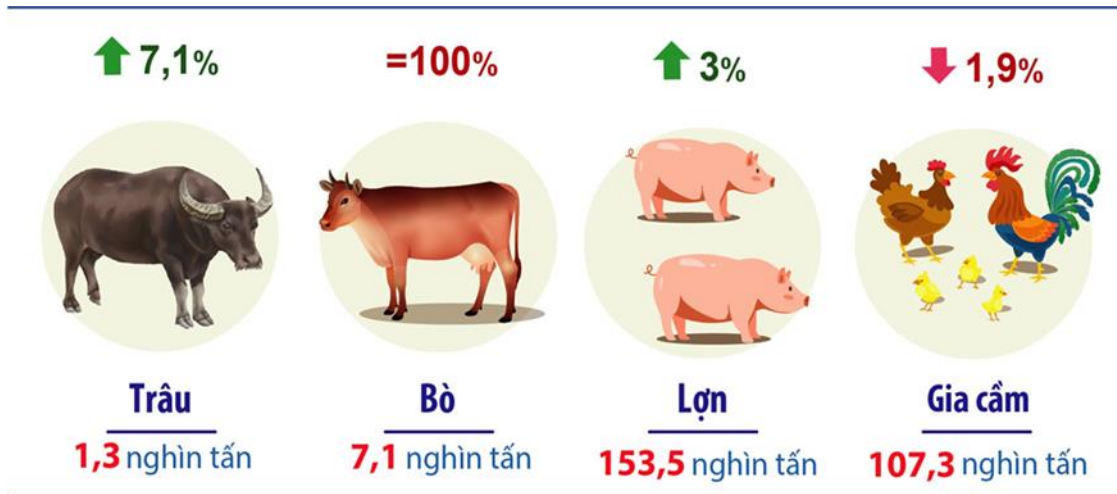 7,1% =100% 3% 1,9%
Trâu Bò Lợn Gia cầm
1,3 nghìn tấn 7,1 nghìn tấn 153,5 nghìn tấn 107,3 nghìn tấn